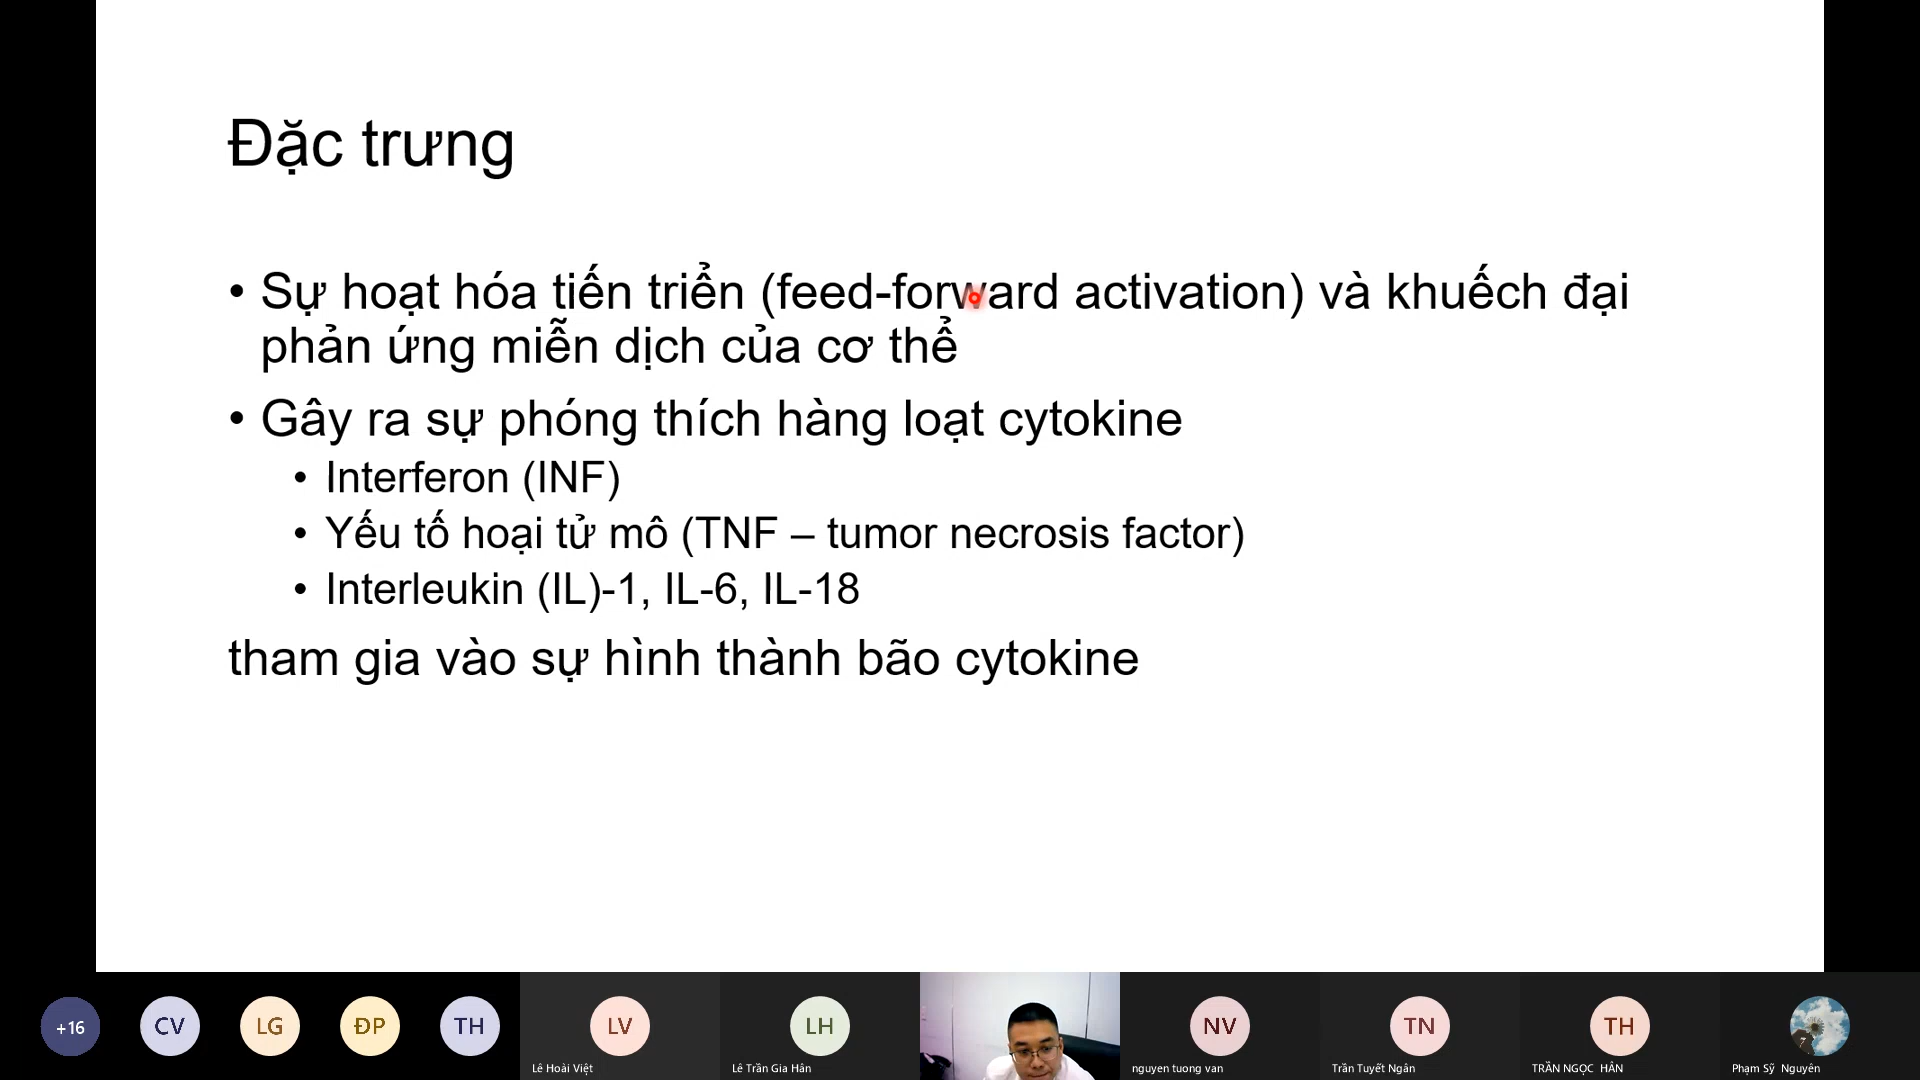 Đặc trưng
• Sự hoạt hóa tiến triển (feed-forward activation) và khuếch đại
phản ứng miễn dịch của cơ thể
• Gây ra sự phóng thích hàng loạt cytokine
• Interferon (INF)
• Yếu tố hoại tử mô (TNF – tumor necrosis factor)
• Interleukin (IL)-1, IL-6, IL-18
tham gia vào sự hình thành bão cytokine
+16
CV
LG
ĐP
TH
LV
LH
NV
TN
TH
Lê Hoài Việt
Lê Trần Gia Hân
nguyen tuong van
Trần Tuyết Ngân
TRẦN NGỌC HÂN
Phạm Sỹ Nguyên